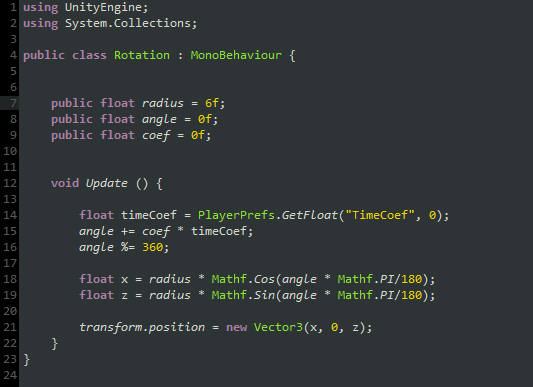 1 using UnityEngine;
2 using System.Collections;
3
4 public class Rotation : MonoBehaviour {
5
6
7     public float radius = 6f;
8     public float angle = 0f;
9     public float coef = 0f;
10
11
12     void Update () {
13
14         float timeCoef = PlayerPrefs.GetFloat("TimeCoef", 0);
15         angle += coef * timeCoef;
16         angle %= 360;
17
18         float x = radius * Mathf.Cos(angle * Mathf.PI/180);
19         float z = radius * Mathf.Sin(angle * Mathf.PI/180);
20
21         transform.position = new Vector3(x, 0, z);
22     }
23 }
24